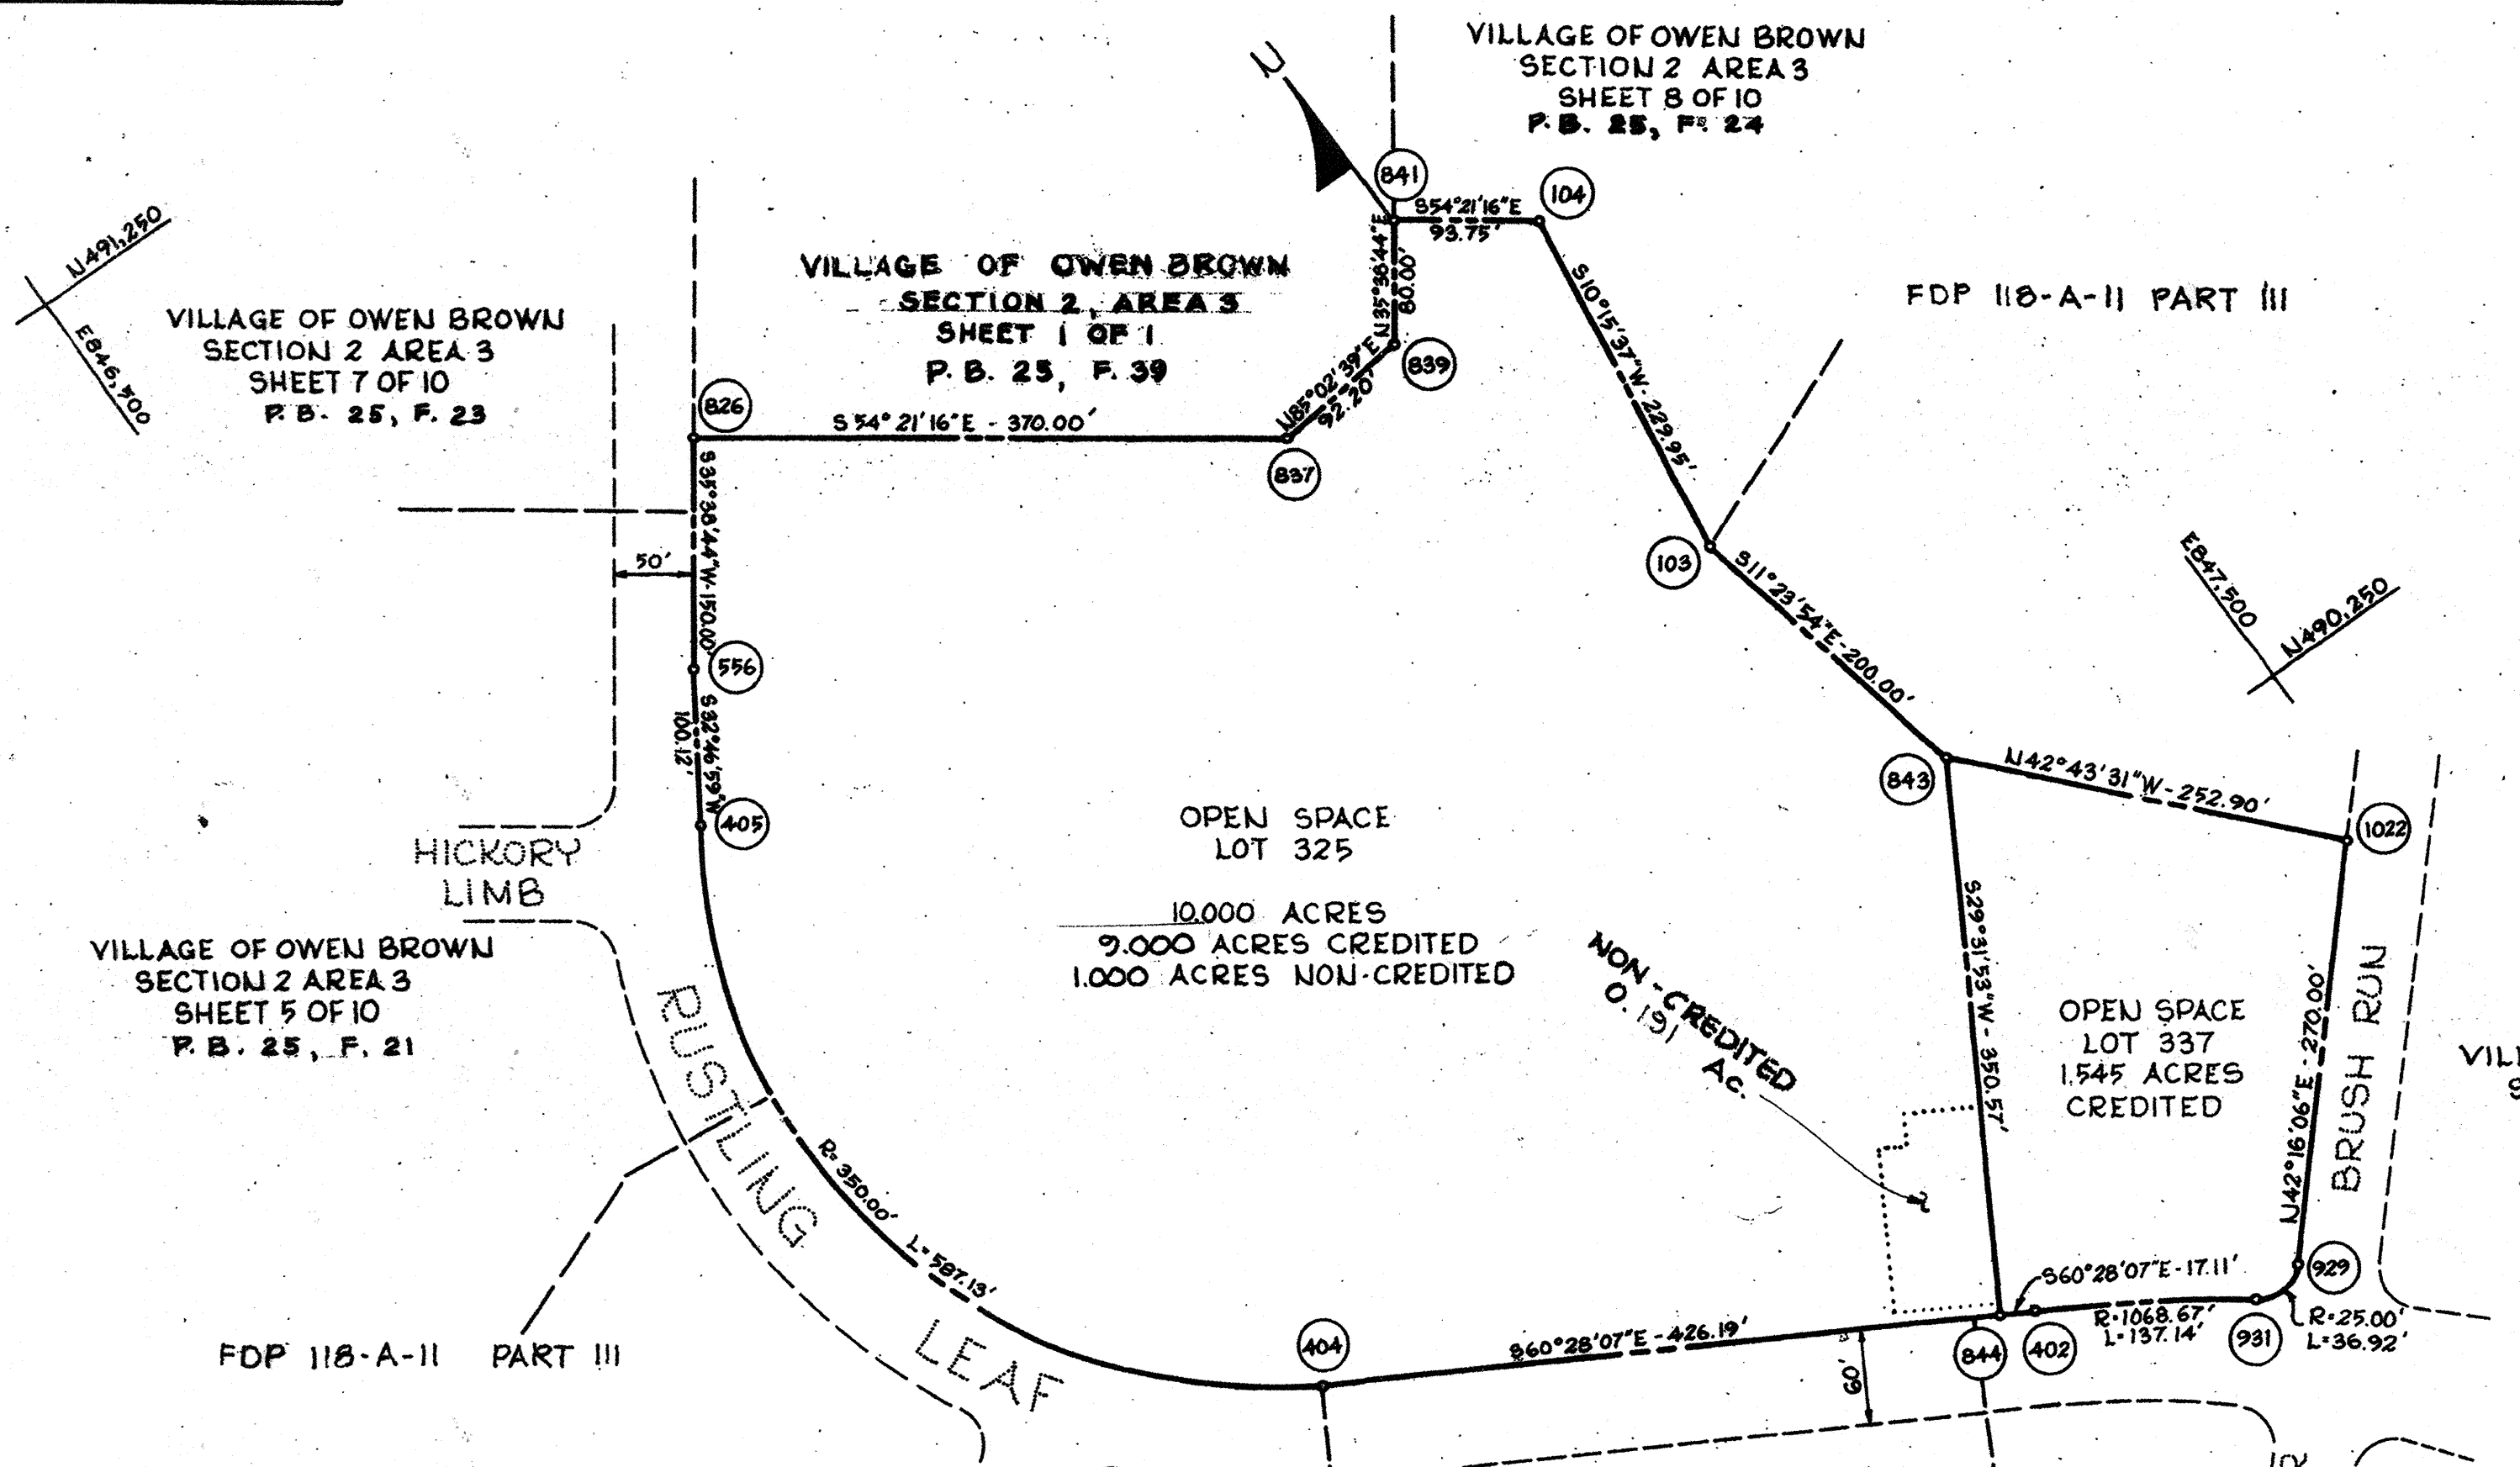 VILLAGE OF OWEN BROWN
SECTION 2 AREA 3
SHEET 8 OF 10
P. B. 25, F. 24
N
841
S54°21'16"E
93.75'
104
N491,250
E846,500
VILLAGE OF OWEN BROWN
SECTION 2 AREA 3
SHEET 7 OF 10
P. B. 25, F. 23
VILLAGE OF OWEN BROWN
SECTION 2, AREA 3
SHEET 1 OF 1
P. B. 25, F. 39
N35°38'44"E
80.00'
839
N85°02'39"E
92.20'
S10°15'37"W - 229.95'
FDP 118-A-11 PART III
826
S 54°21'16"E - 370.00'
837
S35°38'44"W - 150.00'
50'
556
S32°46'59"W
100.12'
405
103
S11°23'54"E - 200.00'
E847,500
N490,250
843
N42°43'31"W - 252.90'
1022
HICKORY
LIMB
OPEN SPACE
LOT 325
10.000 ACRES
9.000 ACRES CREDITED
1.000 ACRES NON-CREDITED
VILLAGE OF OWEN BROWN
SECTION 2 AREA 3
SHEET 5 OF 10
P. B. 25, F. 21
NON-CREDITED
0.191 Ac.
S29°31'53"W - 350.57'
OPEN SPACE
LOT 337
1.545 ACRES
CREDITED
N42°16'06"E - 270.00'
BRUSH RUN
RUSTLING
LEAF
R=350.00'
L=587.13'
FDP 118-A-11 PART III
404
S60°28'07"E - 426.19'
60'
S60°28'07"E - 17.11'
844
402
R=1068.67'
L=137.14'
931
929
R=25.00'
L=36.92'